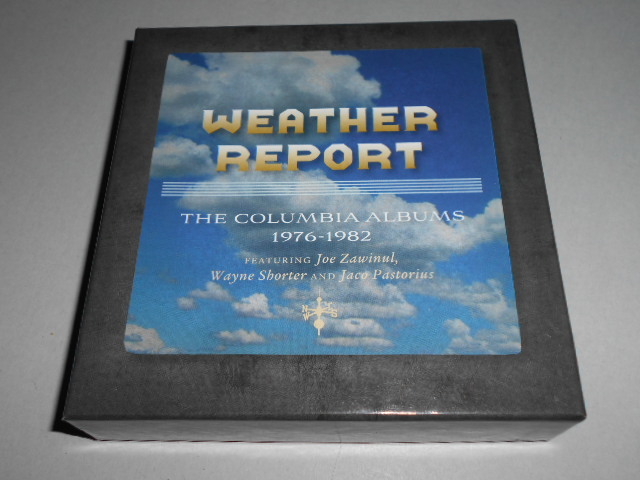 WEATHER
REPORT
THE COLUMBIA ALBUMS
1976-1982
FEATURING Joe Zawinul,
Wayne Shorter AND Jaco Pastorius
N
W S